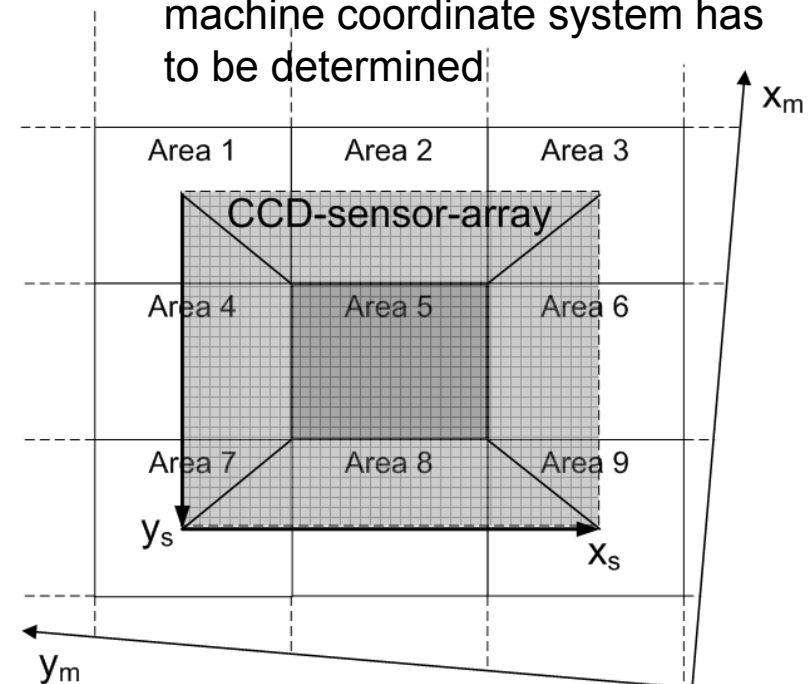 machine coordinate system has
to be determined
xm
Area 1 Area 2 Area 3
CCD-sensor-array
Area 4 Area 5 Area 6
Area 7 Area 8 Area 9
ys
xs
ym